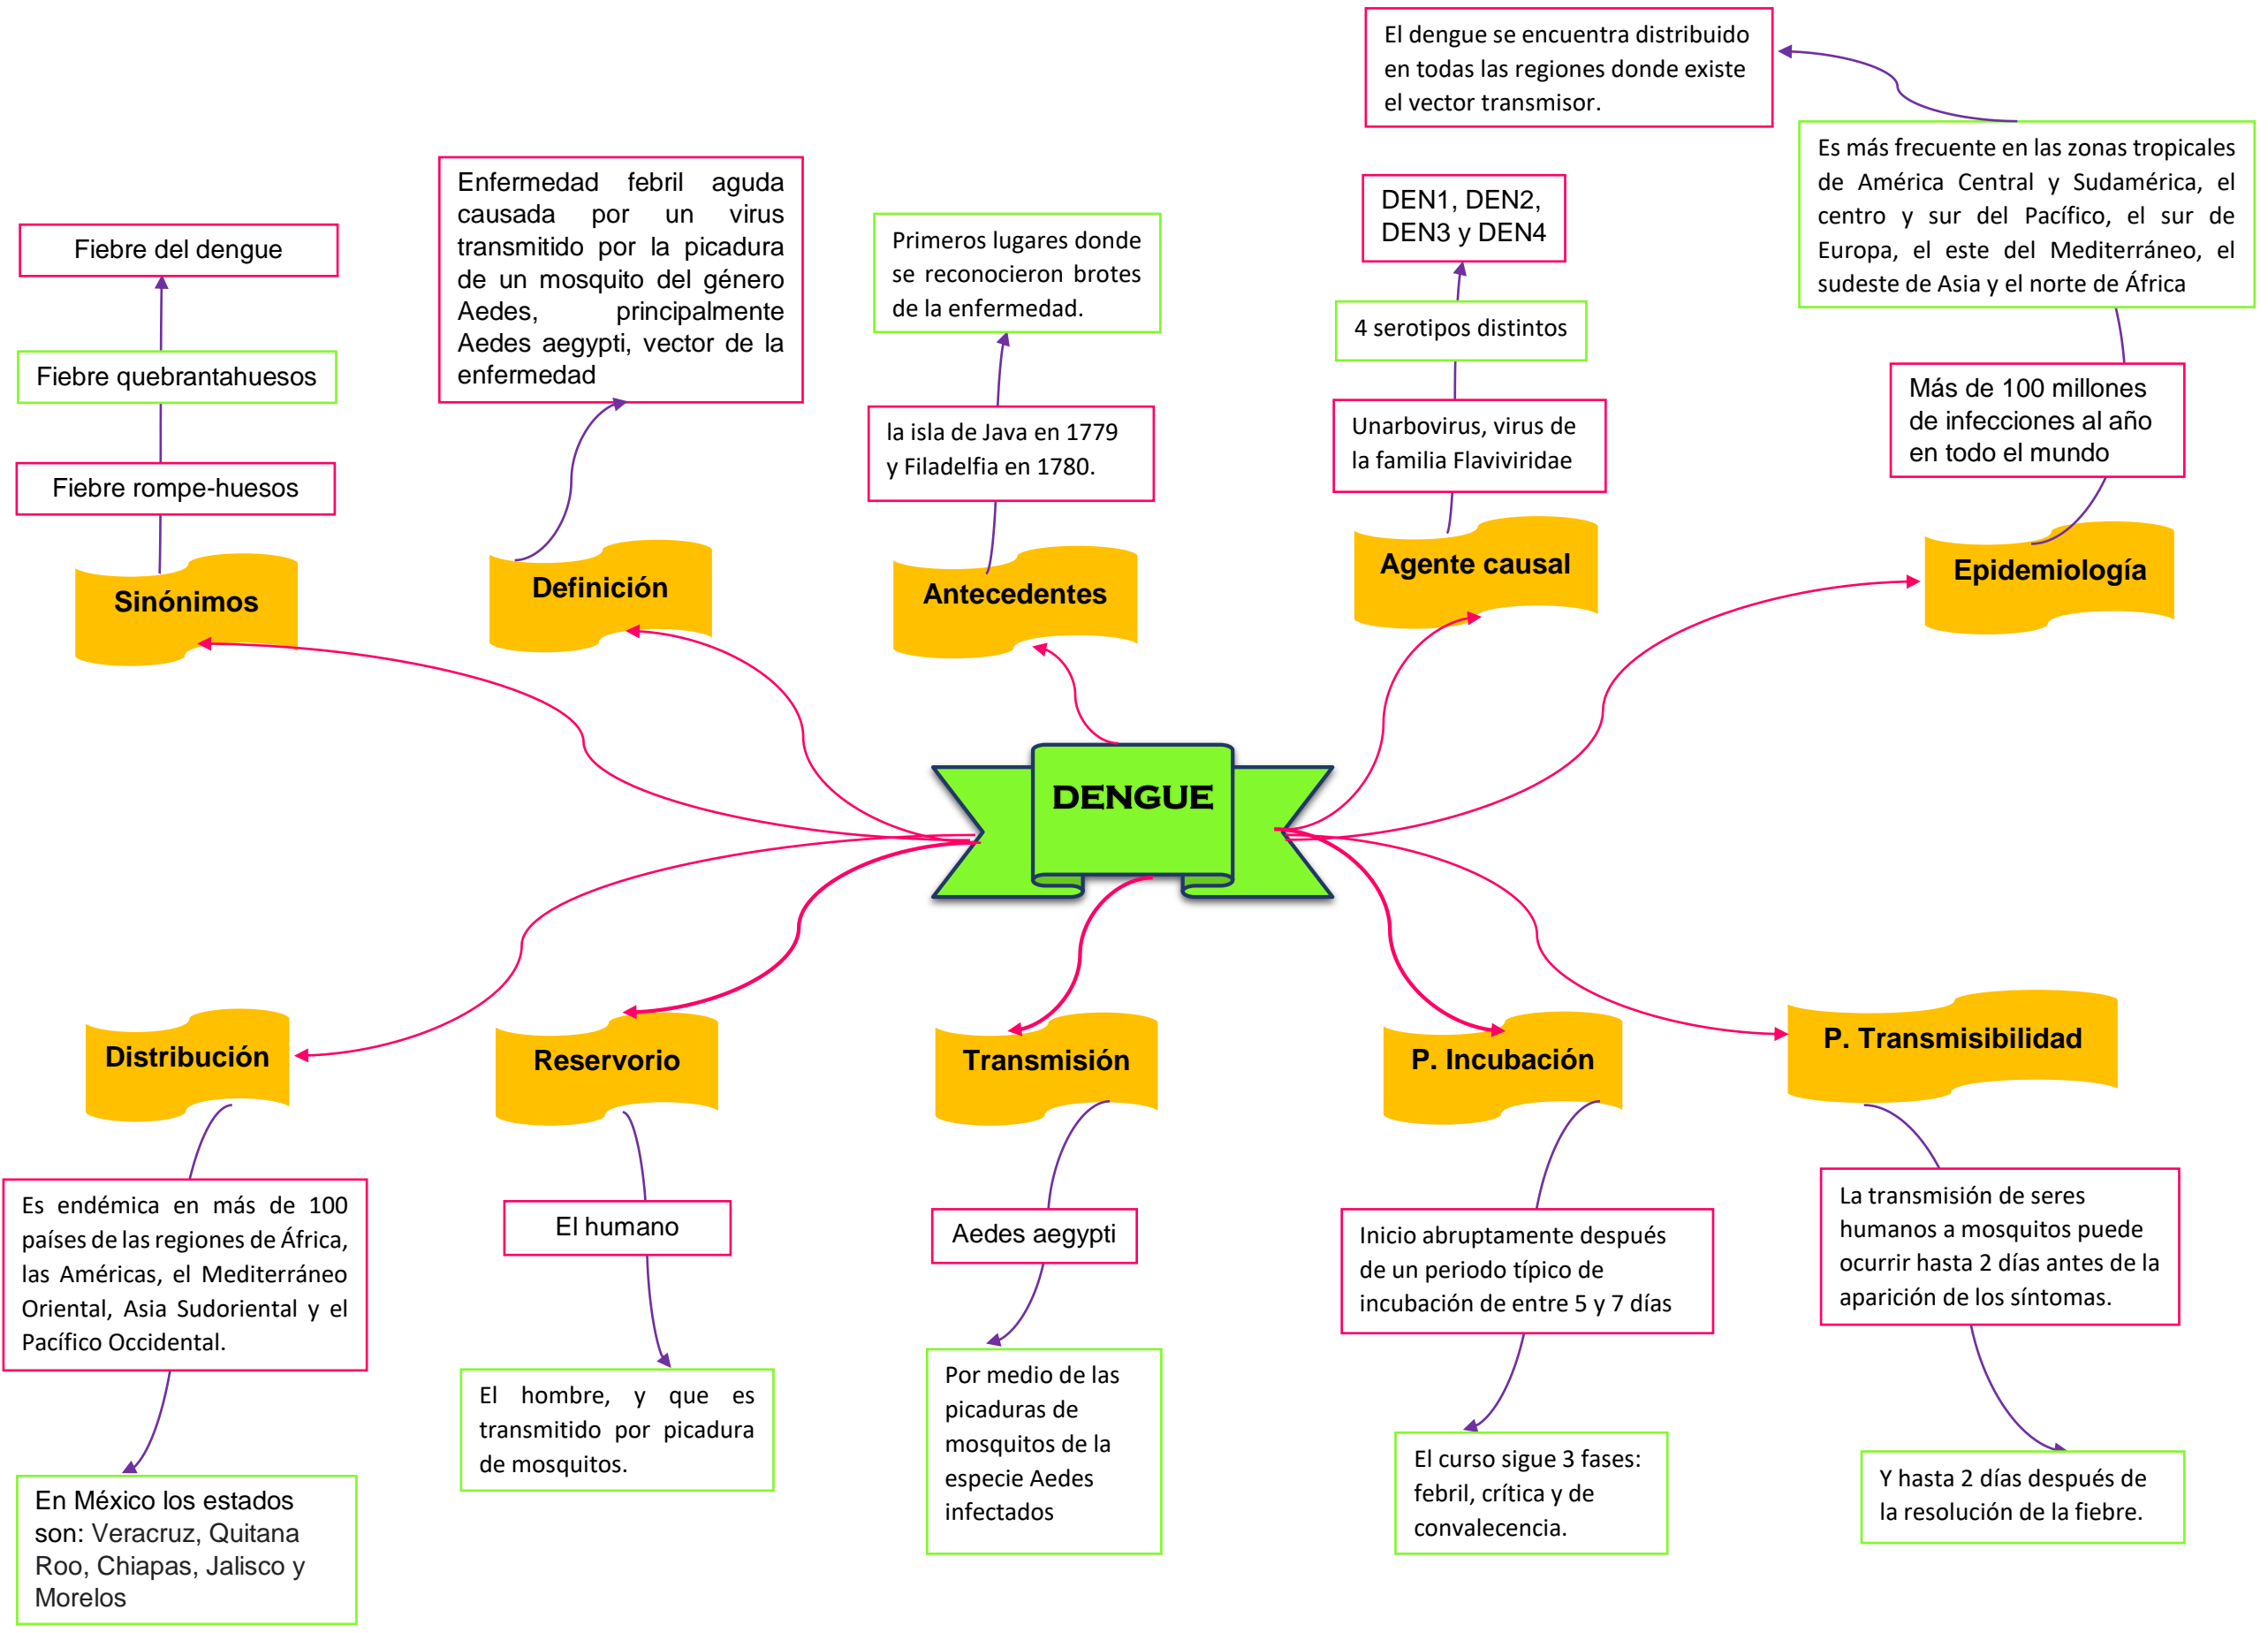 El dengue se encuentra distribuido
en todas las regiones donde existe
el vector transmisor.
Es más frecuente en las zonas tropicales
de América Central y Sudamérica, el
centro y sur del Pacífico, el sur de
Europa, el este del Mediterráneo, el
sudeste de Asia y el norte de África
Más de 100 millones
de infecciones al año
en todo el mundo
Epidemiología
DEN1, DEN2,
DEN3 y DEN4
4 serotipos distintos
Unarbovirus, virus de
la familia Flaviviridae
Agente causal
Primeros lugares donde
se reconocieron brotes
de la enfermedad.
la isla de Java en 1779
y Filadelfia en 1780.
Antecedentes
Enfermedad febril aguda
causada por un virus
transmitido por la picadura
de un mosquito del género
Aedes, principalmente
Aedes aegypti, vector de la
enfermedad
Definición
Fiebre del dengue
Fiebre quebrantahuesos
Fiebre rompe-huesos
Sinónimos
DENGUE
Distribución
Es endémica en más de 100
países de las regiones de África,
las Américas, el Mediterráneo
Oriental, Asia Sudoriental y el
Pacífico Occidental.
En México los estados
son: Veracruz, Quitana
Roo, Chiapas, Jalisco y
Morelos
Reservorio
El humano
El hombre, y que es
transmitido por picadura
de mosquitos.
Transmisión
Aedes aegypti
Por medio de las
picaduras de
mosquitos de la
especie Aedes
infectados
P. Incubación
Inicio abruptamente después
de un periodo típico de
incubación de entre 5 y 7 días
El curso sigue 3 fases:
febril, crítica y de
convalecencia.
P. Transmisibilidad
La transmisión de seres
humanos a mosquitos puede
ocurrir hasta 2 días antes de la
aparición de los síntomas.
Y hasta 2 días después de
la resolución de la fiebre.